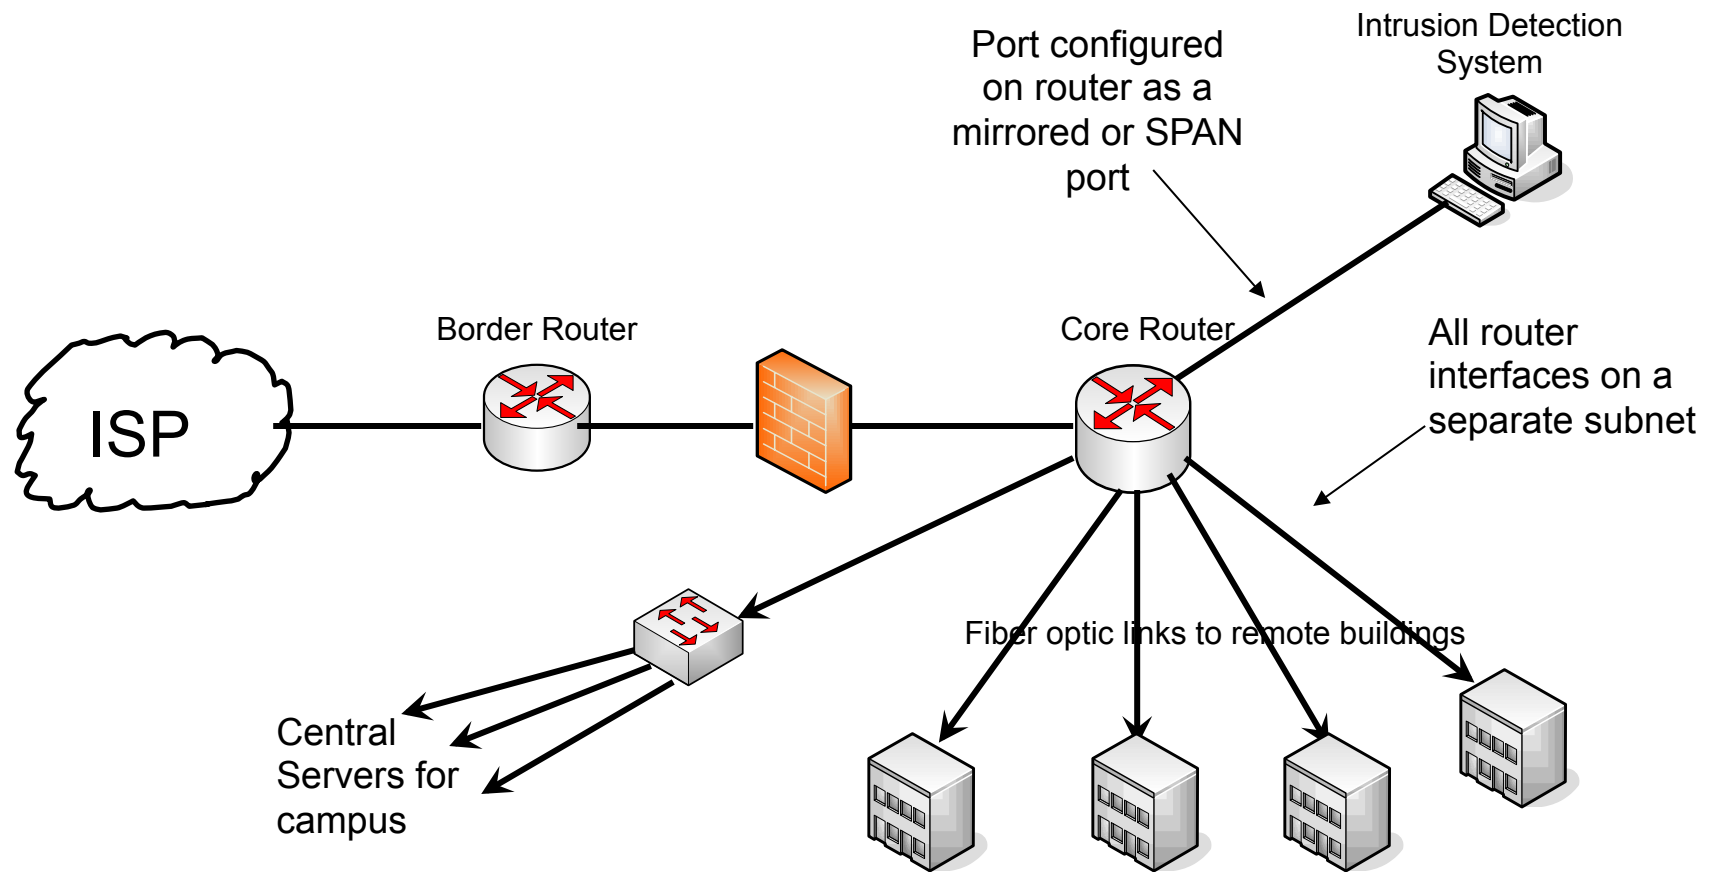 Intrusion Detection
System
Port configured
on router as a
mirrored or SPAN
port
Border Router
Core Router
All router
interfaces on a
separate subnet
ISP
Fiber optic links to remote buildings
Central
Servers for
campus